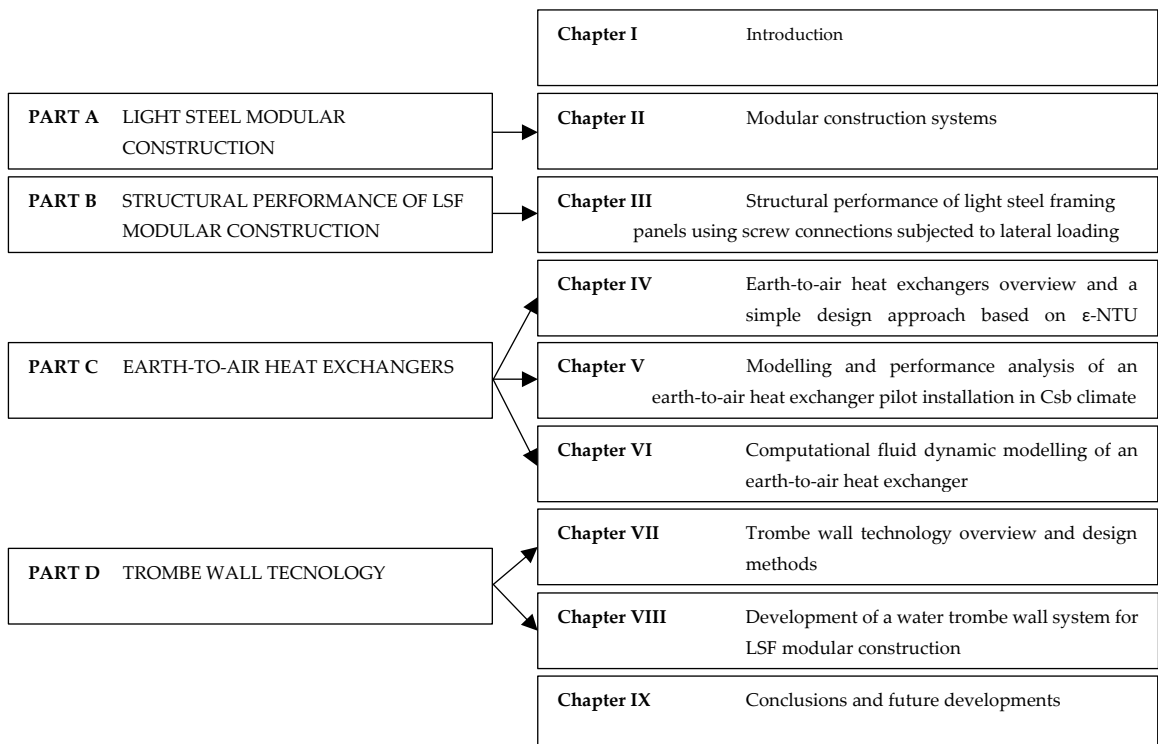 Chapter I Introduction
PART A LIGHT STEEL MODULAR
CONSTRUCTION
Chapter II Modular construction systems
PART B STRUCTURAL PERFORMANCE OF LSF
MODULAR CONSTRUCTION
Chapter III Structural performance of light steel framing
panels using screw connections subjected to lateral loading
PART C EARTH-TO-AIR HEAT EXCHANGERS
Chapter IV Earth-to-air heat exchangers overview and a
simple design approach based on ε-NTU
Chapter V Modelling and performance analysis of an
earth-to-air heat exchanger pilot installation in Csb climate
Chapter VI Computational fluid dynamic modelling of an
earth-to-air heat exchanger
PART D TROMBE WALL TECNOLOGY
Chapter VII Trombe wall technology overview and design
methods
Chapter VIII Development of a water trombe wall system for
LSF modular construction
Chapter IX Conclusions and future developments